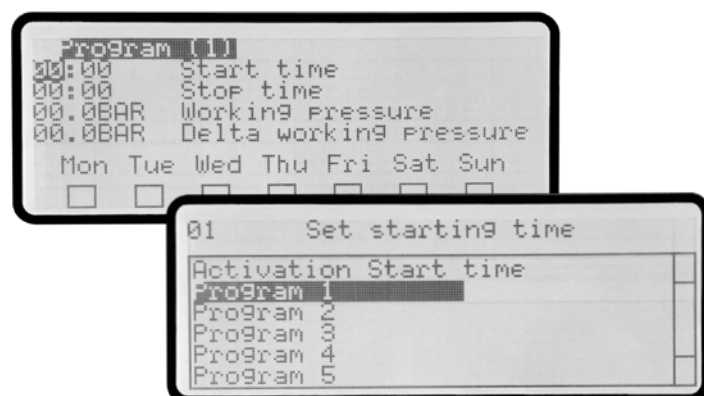 Program (1)
00:00 Start time
00:00 Stop time
00.0BAR Working pressure
00.0BAR Delta working pressure
Mon Tue Wed Thu Fri Sat Sun
01 Set starting time
Activation Start time
Program 1
Program 2
Program 3
Program 4
Program 5